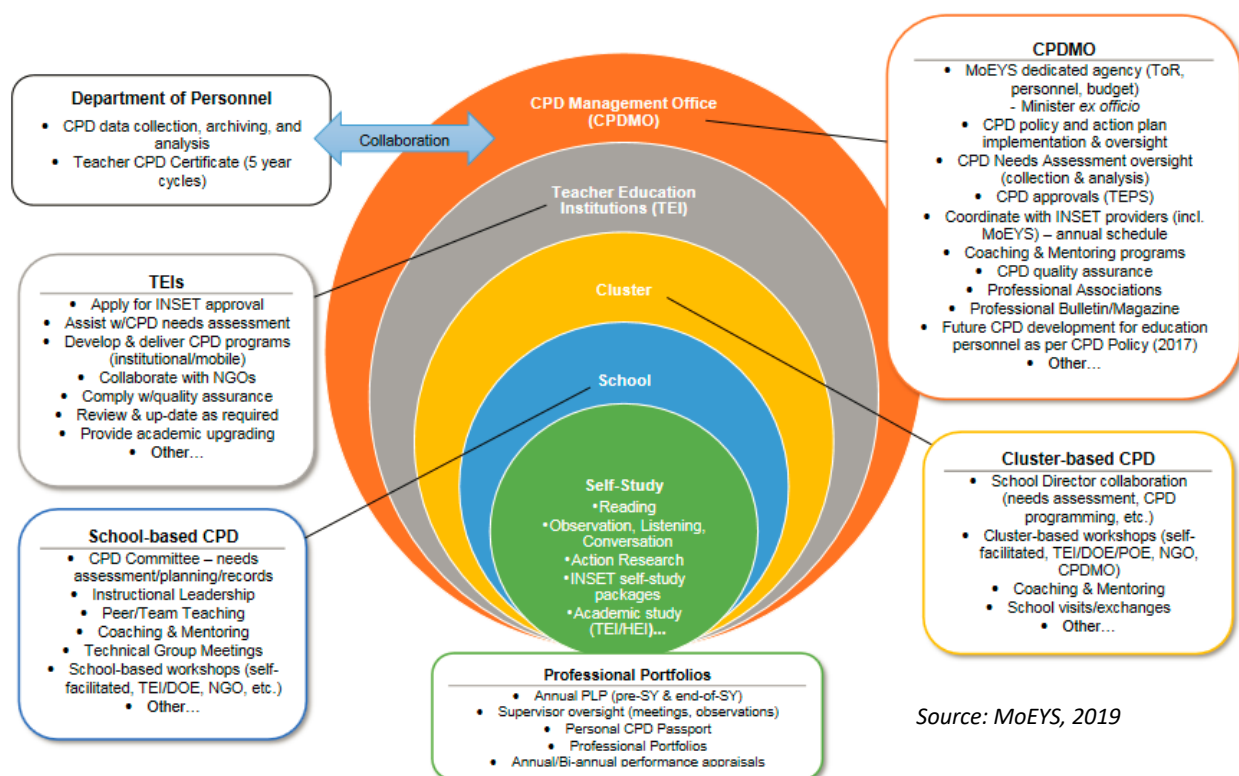 Department of Personnel
• CPD data collection, archiving, and
analysis
• Teacher CPD Certificate (5 year
cycles)
Collaboration
CPD Management Office
(CPDMO)
Teacher Education
Institutions (TEI)
Cluster
School
Self-Study
•Reading
•Observation, Listening,
Conversation
•Action Research
•INSET self-study
packages
•Academic study
(TEI/HEI)...
CPDMO
• MoEYS dedicated agency (ToR,
personnel, budget)
- Minister ex officio
• CPD policy and action plan
implementation & oversight
• CPD Needs Assessment oversight
(collection & analysis)
• CPD approvals (TEPS)
• Coordinate with INSET providers (incl.
MoEYS) – annual schedule
• Coaching & Mentoring programs
• CPD quality assurance
• Professional Associations
• Professional Bulletin/Magazine
• Future CPD development for education
personnel as per CPD Policy (2017)
• Other…
TEIs
• Apply for INSET approval
• Assist w/CPD needs assessment
• Develop & deliver CPD programs
(institutional/mobile)
• Collaborate with NGOs
• Comply w/quality assurance
• Review & up-date as required
• Provide academic upgrading
• Other…
Cluster-based CPD
• School Director collaboration
(needs assessment, CPD
programming, etc.)
• Cluster-based workshops (self-
facilitated, TEI/DOE/POE, NGO,
CPDMO)
• Coaching & Mentoring
• School visits/exchanges
• Other…
School-based CPD
• CPD Committee – needs
assessment/planning/records
• Instructional Leadership
• Peer/Team Teaching
• Coaching & Mentoring
• Technical Group Meetings
• School-based workshops (self-
facilitated, TEI/DOE, NGO, etc.)
• Other…
Professional Portfolios
• Annual PLP (pre-SY & end-of-SY)
• Supervisor oversight (meetings, observations)
• Personal CPD Passport
• Professional Portfolios
• Annual/Bi-annual performance appraisals
Source: MoEYS, 2019